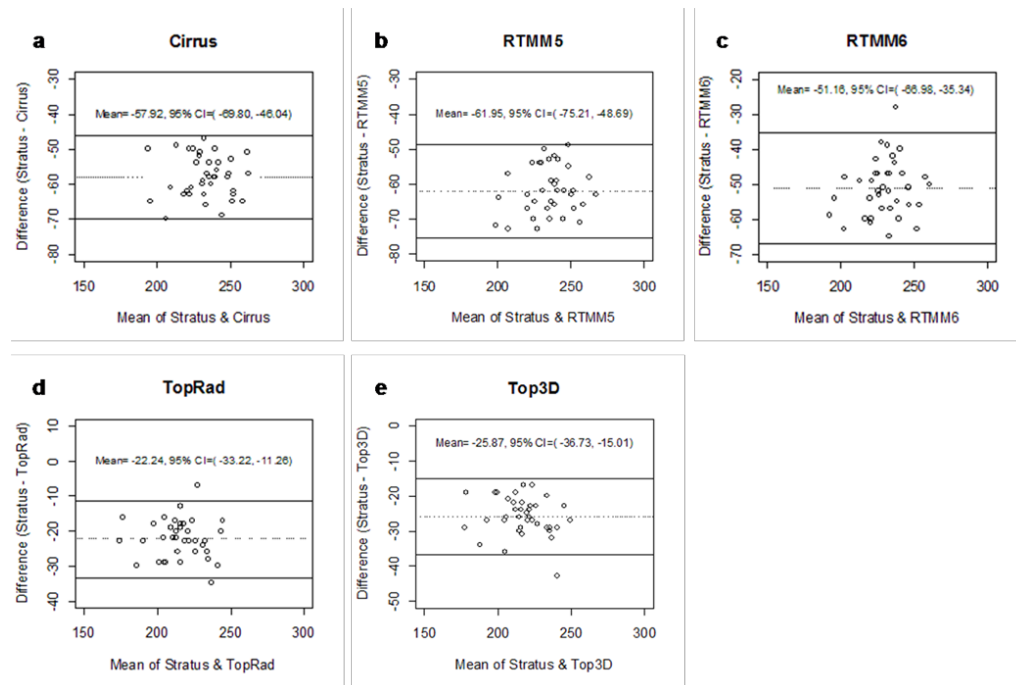 a
Cirrus
Mean= -57.92, 95% CI=( -69.80, -46.04)
Difference (Stratus - Cirrus)
-30
-40
-50
-60
-70
-80
150
200
250
300
Mean of Stratus & Cirrus
b
RTMM5
Mean= -61.95, 95% CI=( -75.21, -48.69)
Difference (Stratus - RTMM5)
-30
-40
-50
-60
-70
-80
150
200
250
300
Mean of Stratus & RTMM5
c
RTMM6
Mean= -51.16, 95% CI=( -66.98, -35.34)
Difference (Stratus - RTMM6)
-20
-30
-40
-50
-60
-70
150
200
250
300
Mean of Stratus & RTMM6
d
TopRad
Mean= -22.24, 95% CI=( -33.22, -11.26)
Difference (Stratus - TopRad)
10
0
-10
-20
-30
-40
150
200
250
300
Mean of Stratus & TopRad
e
Top3D
Mean= -25.87, 95% CI=( -36.73, -15.01)
Difference (Stratus - Top3D)
0
-10
-20
-30
-40
-50
150
200
250
300
Mean of Stratus & Top3D